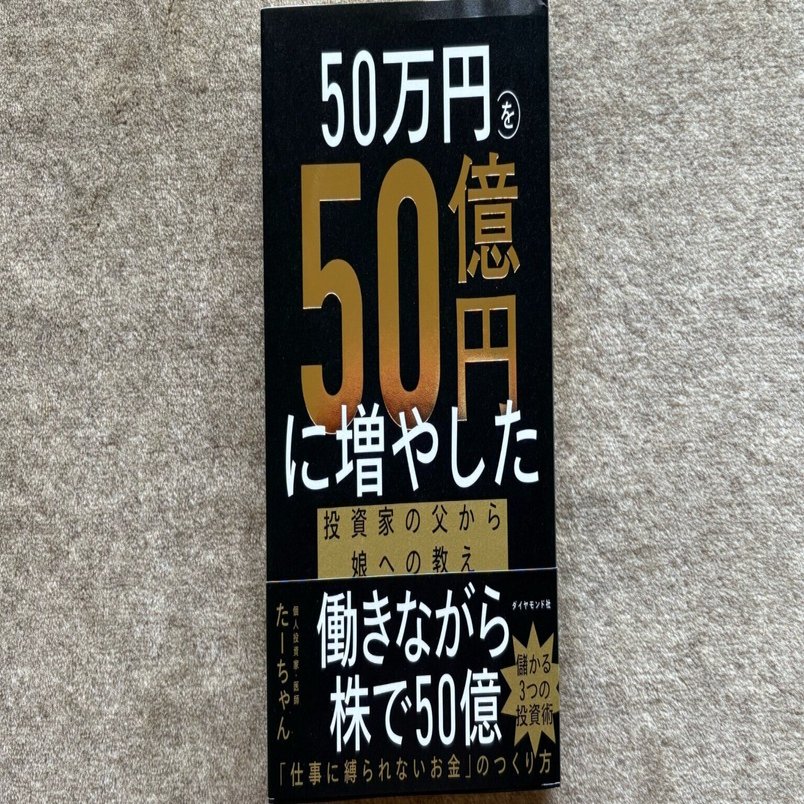 50万円を
50億円
に増やした
投資家の父から
娘への教え
ダイヤモンド社
個人投資家・医師
たーちゃん
働きながら
株で50億
儲かる
3つの
投資術
「仕事に縛られないお金」のつくり方